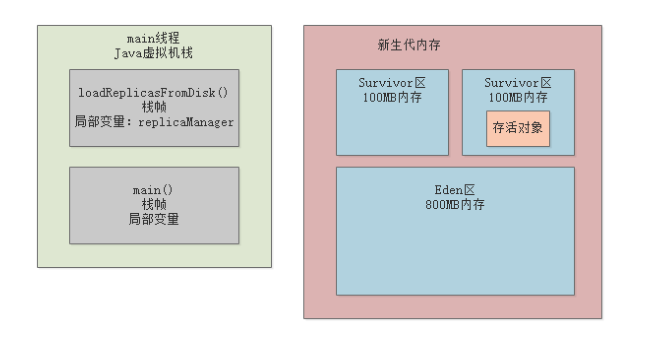 main线程
Java虚拟机栈
loadReplicasFromDisk()
栈帧
局部变量：replicaManager
main()
栈帧
局部变量
新生代内存
Survivor区
100MB内存
Survivor区
100MB内存
存活对象
Eden区
800MB内存